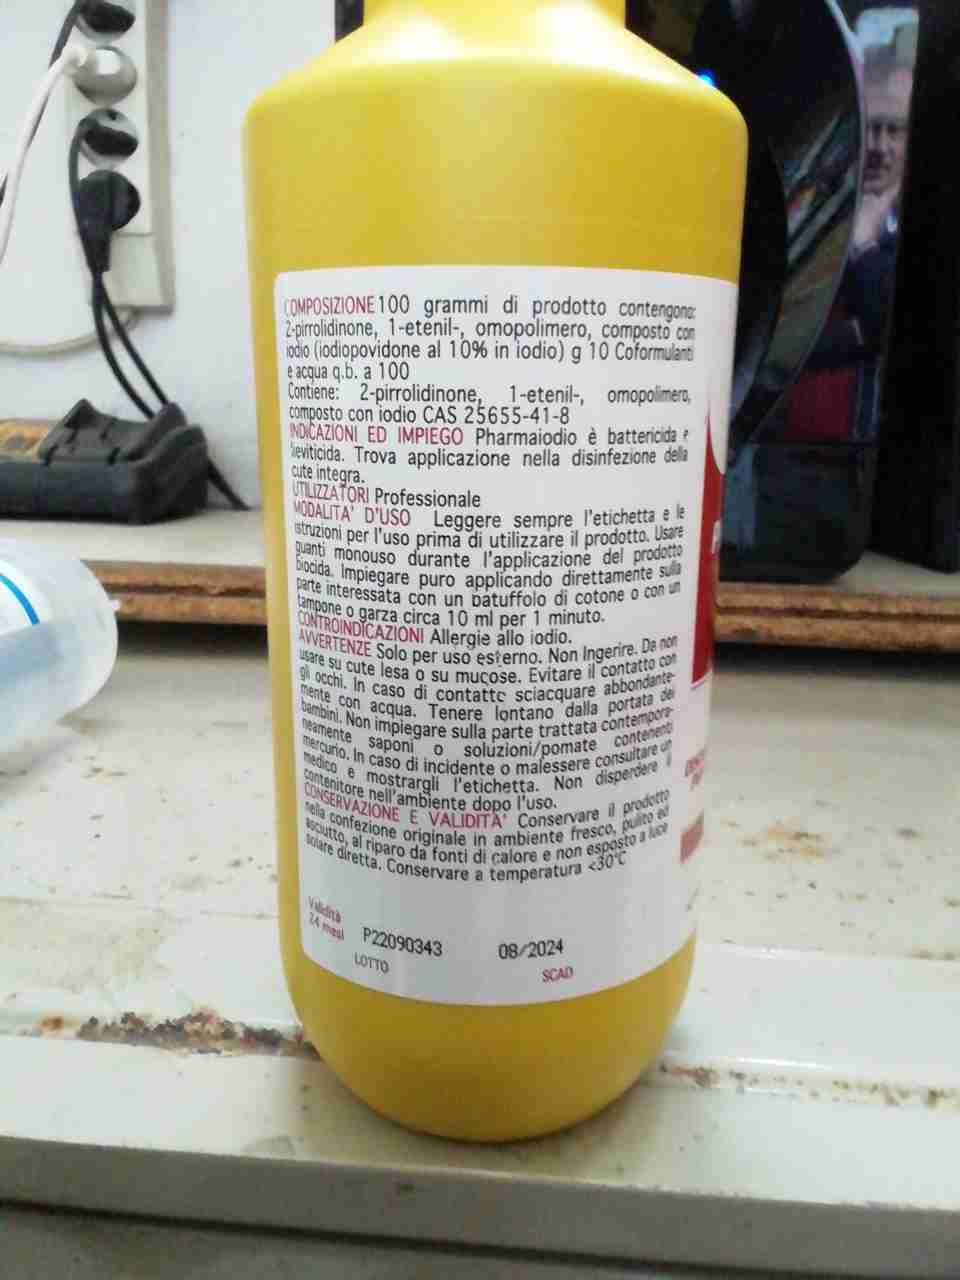 COMPOSIZIONE 100 grammi di prodotto contengono:
2-pirrolidinone, 1-etenil-, omopolimero, composto con
iodio (iodiopovidone al 10% in iodio) g 10 Coformulanti
e acqua q.b. a 100
Contiene: 2-pirrolidinone, 1-etenil-, omopolimero,
composto con iodio CAS 25655-41-8
INDICAZIONI ED IMPIEGO Pharmaiodio è battericida e
lieviticida. Trova applicazione nella disinfezione della
cute integra.
UTILIZZATORI Professionale
MODALITA' D'USO Leggere sempre l'etichetta e le
istruzioni per l'uso prima di utilizzare il prodotto. Usare
guanti monouso durante l'applicazione del prodotto
biocida. Impiegare puro applicando direttamente sulla
parte interessata con un batuffolo di cotone o con un
tampone o garza circa 10 ml per 1 minuto.
CONTROINDICAZIONI Allergie allo iodio.
AVVERTENZE Solo per uso esterno. Non Ingerire. Da non
usare su cute lesa o su mucose. Evitare il contatto con
gli occhi. In caso di contatto sciacquare abbondante-
mente con acqua. Tenere lontano dalla portata dei
bambini. Non impiegare sulla parte trattata contempora-
neamente saponi o soluzioni/pomate contenenti
mercurio. In caso di incidente o malessere consultare un
medico e mostrargli l'etichetta. Non disperdere il
contenitore nell'ambiente dopo l'uso.
CONSERVAZIONE E VALIDITA' Conservare il prodotto
nella confezione originale in ambiente fresco, pulito ed
asciutto, al riparo da fonti di calore e non esposto a luce
solare diretta. Conservare a temperatura <30°C
Validità
24 mesi
P22090343 08/2024
LOTTO SCAD